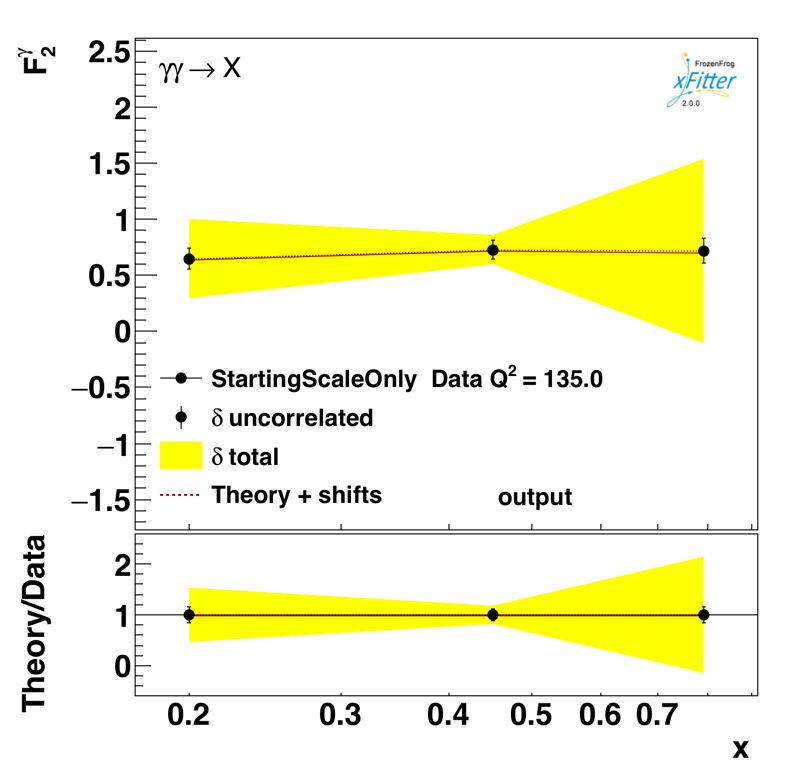 F₂^γ
2.5
2
1.5
1
0.5
0
−0.5
−1
−1.5
γγ → X
FrozenFrog
xFitter
2.0.0
StartingScaleOnly Data Q² = 135.0
δ uncorrelated
δ total
Theory + shifts
output
Theory/Data
2
1
0
0.2 0.3 0.4 0.5 0.6 0.7
x